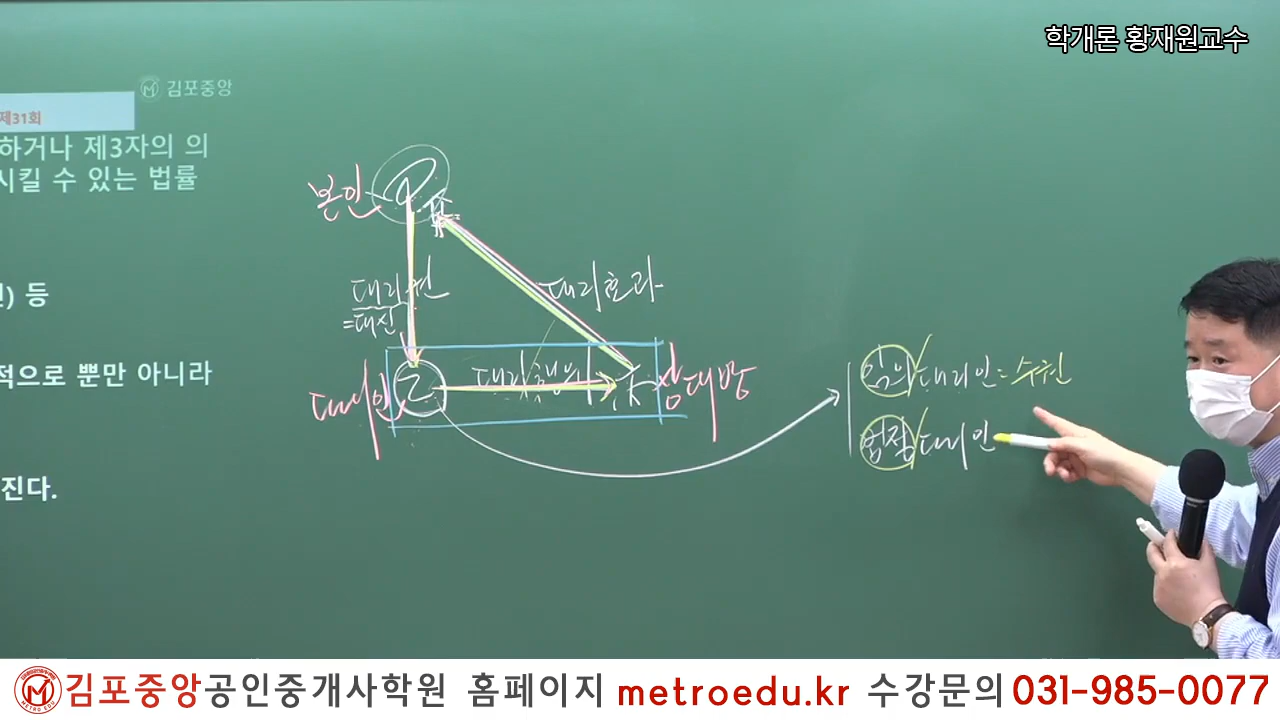 학개론 황재원교수
김포중앙
제31회
하거나 제3자의 의
시킬 수 있는 법률
본인
대리권
=대신
대리효과
인) 등
적으로 뿐만 아니라
대리인
乙
대리행위
상대방
임의대리인=수권
법정대리인
진다.
METRO EDU
김포중앙공인중개사학원 홈페이지 metroedu.kr 수강문의 031-985-0077